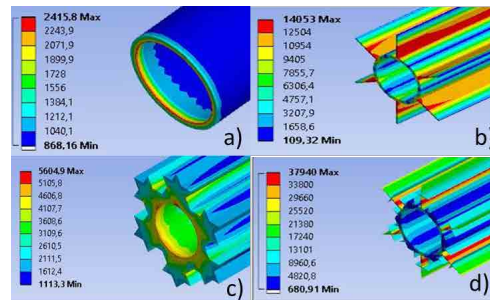 2415,8 Max
2243,9
2071,9
1899,9
1728
1556
1384,1
1212,1
1040,1
868,16 Min
a)
14053 Max
12504
10954
9405
7855,7
6306,4
4757,1
3207,9
1658,6
109,32 Min
b)
5604,9 Max
5105,8
4606,8
4107,7
3608,6
3109,6
2610,5
2111,5
1612,4
1113,3 Min
c)
37940 Max
33800
29660
25520
21380
17240
13101
8960,6
4820,8
680,91 Min
d)